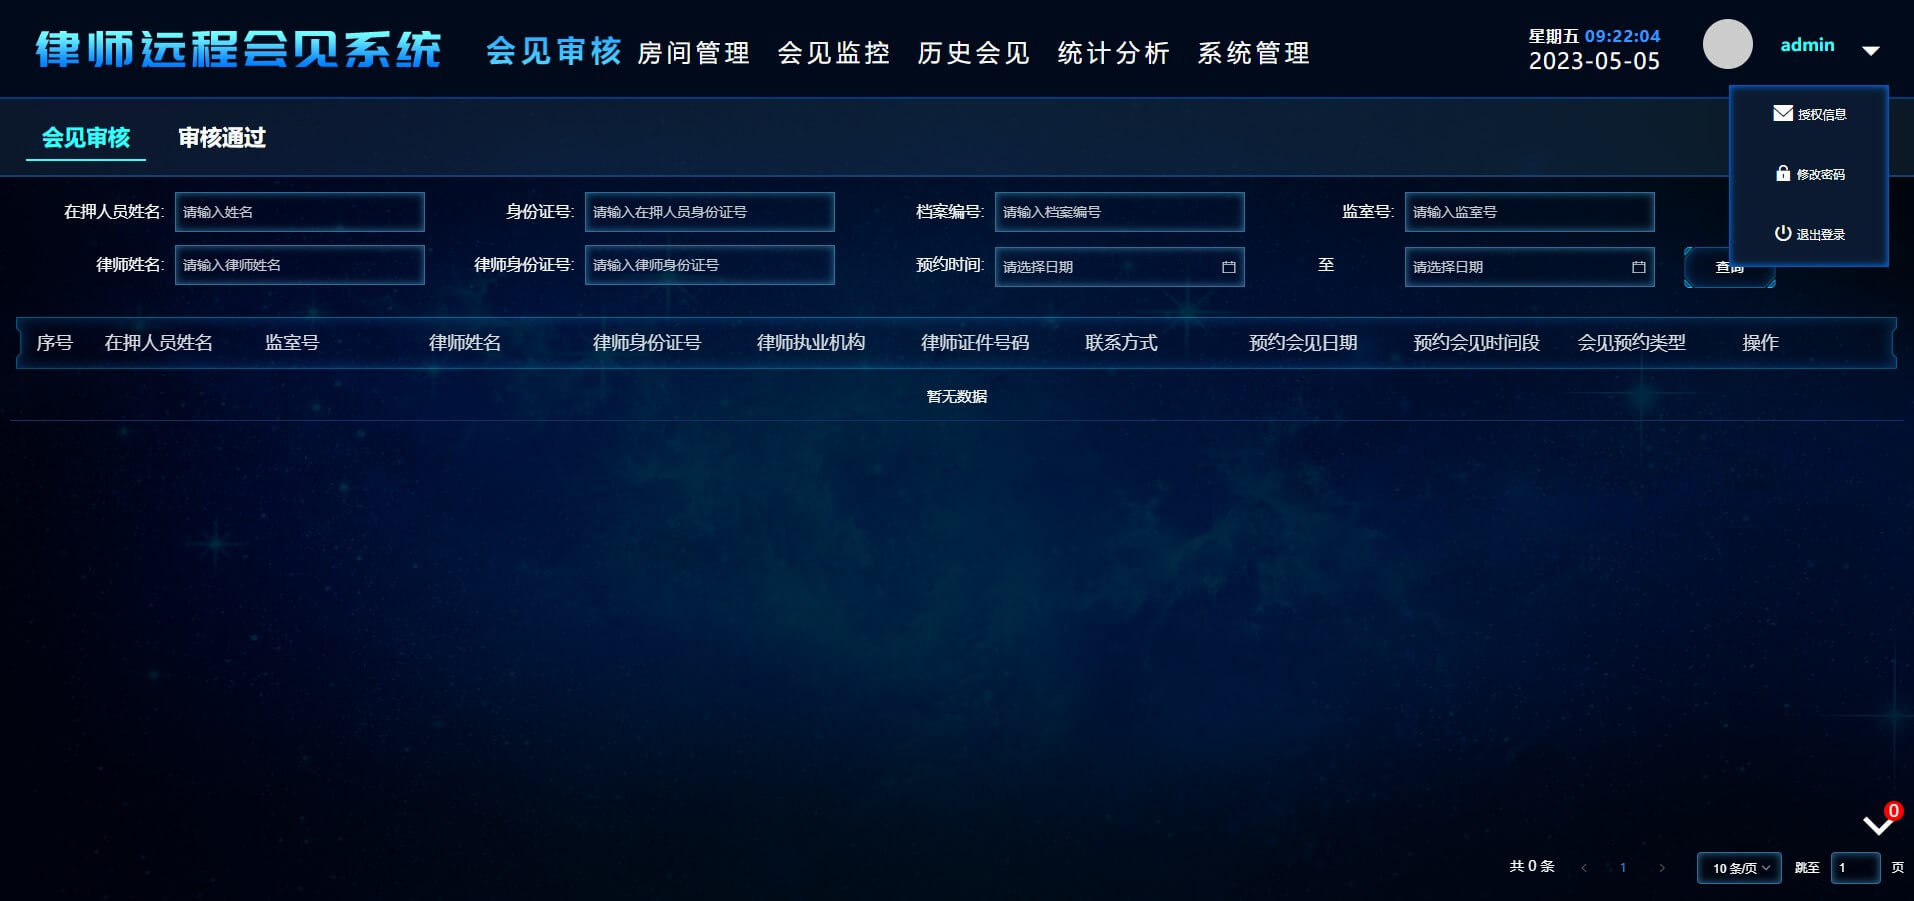 律师远程会见系统 会见审核 房间管理 会见监控 历史会见 统计分析 系统管理 星期五 09:22:04 admin
2023-05-05
授权信息
修改密码
退出登录
会见审核 审核通过
在押人员姓名: 请输入姓名 身份证号: 请输入在押人员身份证号 档案编号: 请输入档案编号 监室号: 请输入监室号
律师姓名: 请输入律师姓名 律师身份证号: 请输入律师身份证号 预约时间: 请选择日期 至 请选择日期 查询
序号 在押人员姓名 监室号 律师姓名 律师身份证号 律师执业机构 律师证件号码 联系方式 预约会见日期 预约会见时间段 会见预约类型 操作
暂无数据
0
共 0 条 < 1 > 10 条/页 跳至 1 页